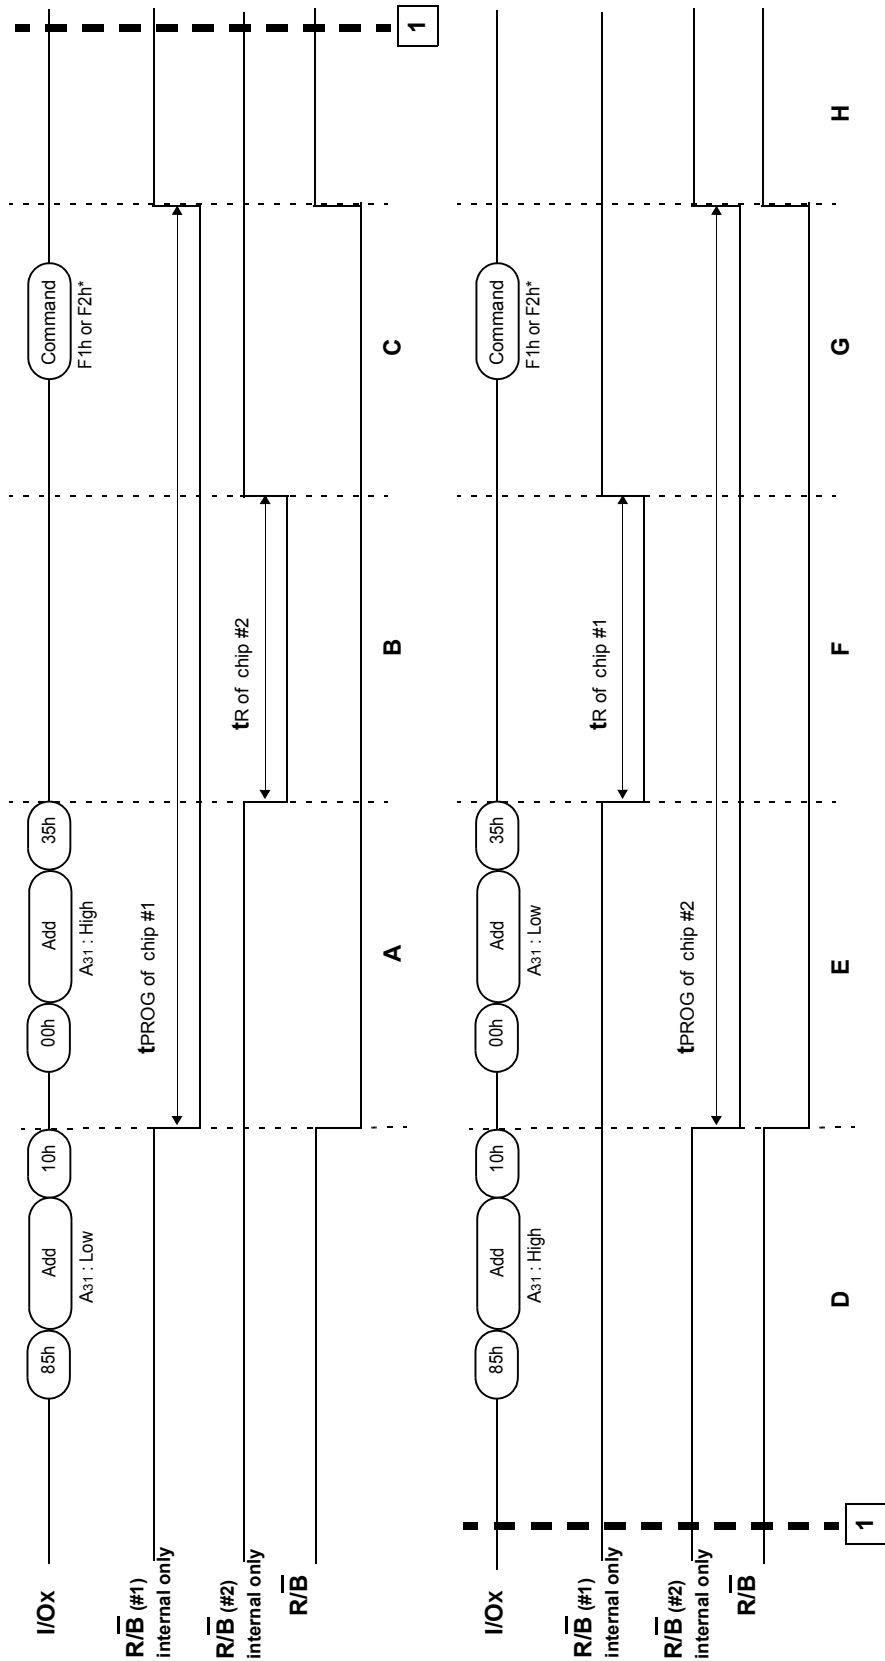 I/Ox
85h
Add
10h
00h
Add
35h
Command
A31 : Low
A31 : High
F1h or F2h*
R/B (#1)
internal only
tPROG of chip #1
R/B (#2)
internal only
tR of chip #2
R/B
A
B
C
1
I/Ox
85h
Add
10h
00h
Add
35h
Command
A31 : High
A31 : Low
F1h or F2h*
R/B (#1)
internal only
tR of chip #1
R/B (#2)
internal only
tPROG of chip #2
R/B
1
D
E
F
G
H